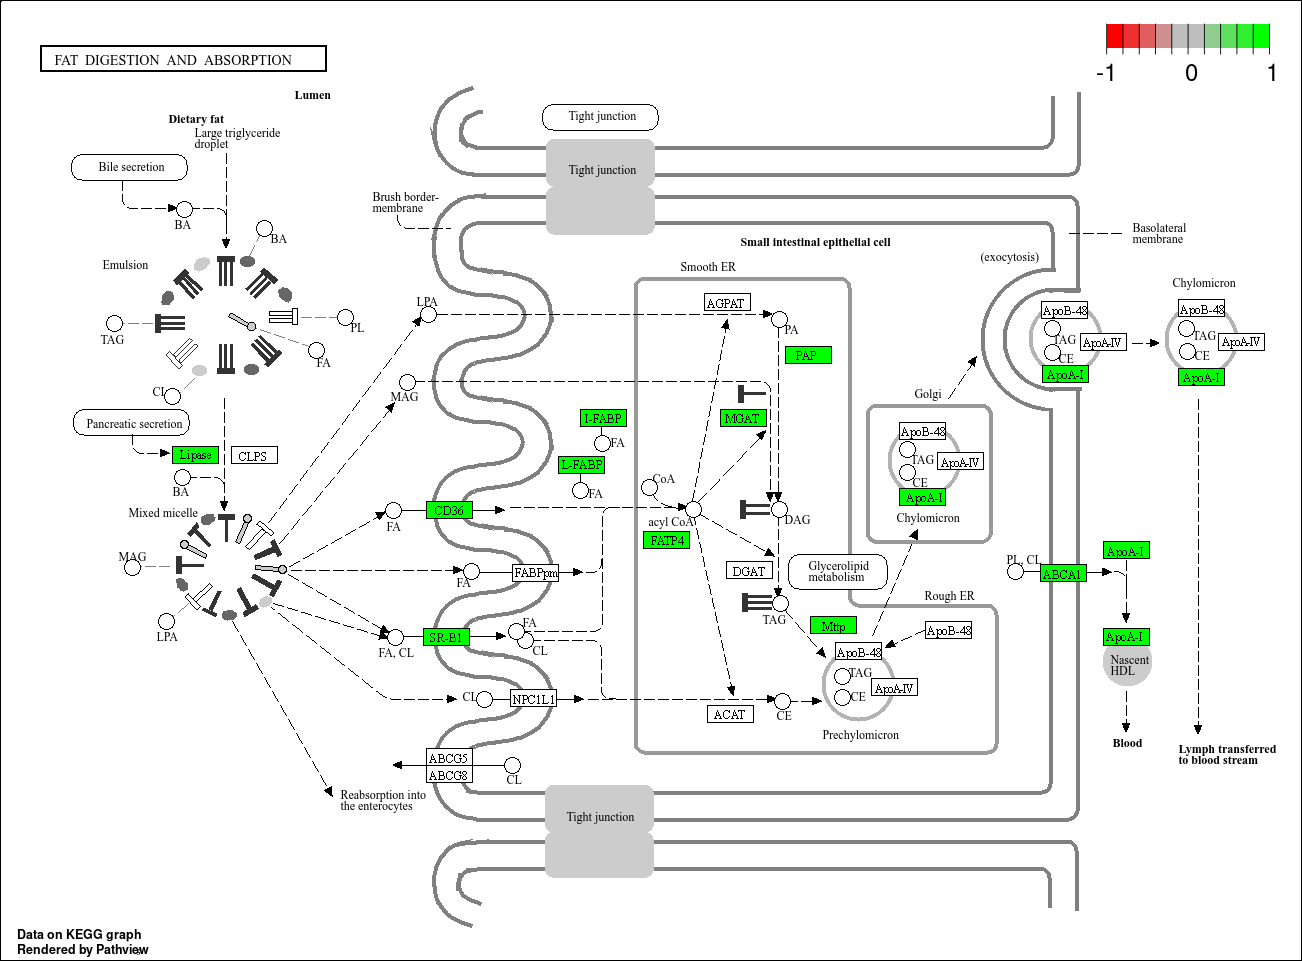 FAT DIGESTION AND ABSORPTION
-1
0
1
Lumen
Dietary fat
Large triglyceride
droplet
Tight junction
Bile secretion
Tight junction
BA
BA
Brush border-
membrane
Basolateral
membrane
Small intestinal epithelial cell
Emulsion
(exocytosis)
Smooth ER
Chylomicron
LPA
AGPAT
ApoB-48
ApoB-48
TAG
PL
PA
TAG
ApoA-IV
TAG
ApoA-IV
PAP
CE
CE
FA
ApoA-I
ApoA-I
CL
MAG
Golgi
Pancreatic secretion
I-FABP
MGAT
ApoB-48
FA
Lipase
CLPS
L-FABP
TAG
ApoA-IV
CE
CoA
BA
FA
ApoA-I
Mixed micelle
CD36
FA
acyl CoA
DAG
Chylomicron
FATP4
MAG
ApoA-I
PL, CL
Glycerolipid
metabolism
DGAT
FABPpm
FA
ABCA1
Rough ER
TAG
LPA
FA
Mttp
ApoB-48
SR-B1
ApoA-I
FA, CL
CL
ApoB-48
Nascent
HDL
TAG
ApoA-IV
CE
CL
NPC1L1
ACAT
CE
Prechylomicron
Blood
Lymph transferred
to blood stream
ABCG5
ABCG8
CL
Reabsorption into
the enterocytes
Tight junction
Data on KEGG graph
Rendered by Pathview